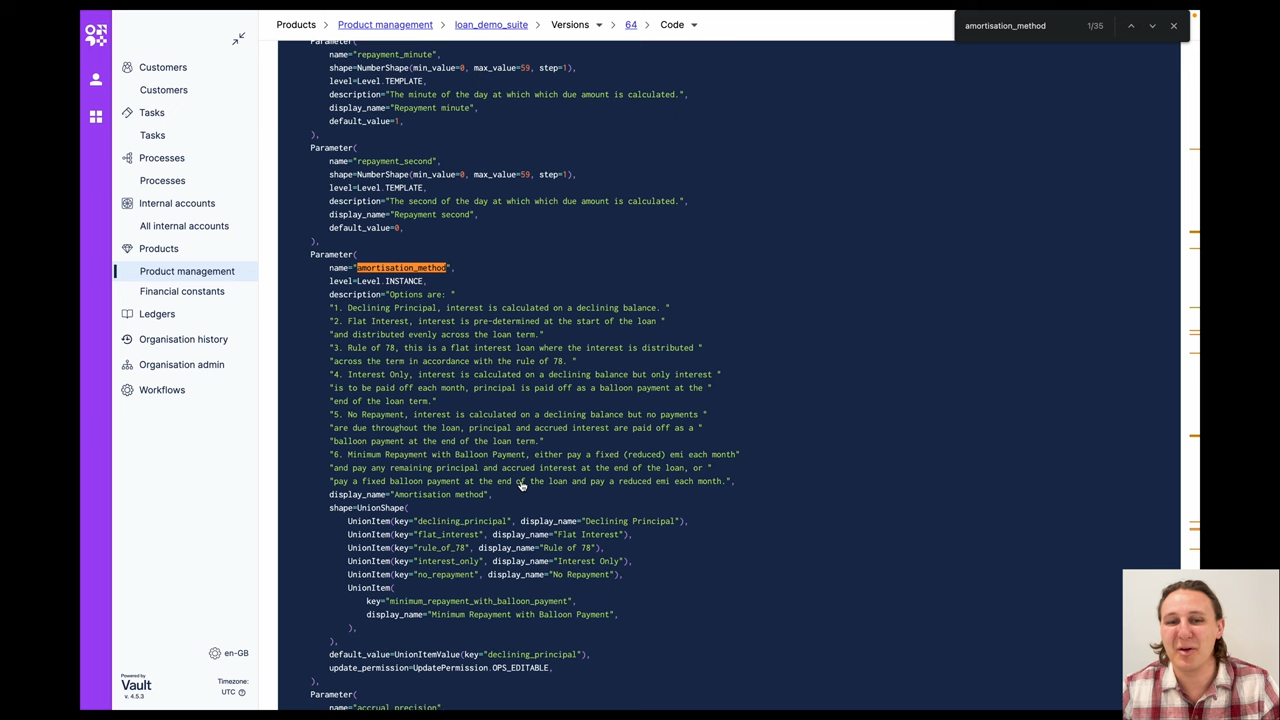 Products > Product management > loan_demo_suite > Versions > 64 > Code
amortisation_method 1/35
Customers
Customers
Tasks
Tasks
Processes
Processes
Internal accounts
All internal accounts
Products
Product management
Financial constants
Ledgers
Organisation history
Organisation admin
Workflows
en-GB
Powered by
Vault
v. 4.5.3
Timezone:
UTC
Parameter(
name="repayment_minute",
shape=NumberShape(min_value=0, max_value=59, step=1),
level=Level.TEMPLATE,
description="The minute of the day at which which due amount is calculated.",
display_name="Repayment minute",
default_value=1,
),
Parameter(
name="repayment_second",
shape=NumberShape(min_value=0, max_value=59, step=1),
level=Level.TEMPLATE,
description="The second of the day at which which due amount is calculated.",
display_name="Repayment second",
default_value=0,
),
Parameter(
name="amortisation_method",
level=Level.INSTANCE,
description="Options are: "
"1. Declining Principal, interest is calculated on a declining balance. "
"2. Flat Interest, interest is pre-determined at the start of the loan "
"and distributed evenly across the loan term."
"3. Rule of 78, this is a flat interest loan where the interest is distributed "
"across the term in accordance with the rule of 78. "
"4. Interest Only, interest is calculated on a declining balance but only interest "
"is to be paid off each month, principal is paid off as a balloon payment at the "
"end of the loan term."
"5. No Repayment, interest is calculated on a declining balance but no payments "
"are due throughout the loan, principal and accrued interest are paid off as a "
"balloon payment at the end of the loan term."
"6. Minimum Repayment with Balloon Payment, either pay a fixed (reduced) emi each month"
"and pay any remaining principal and accrued interest at the end of the loan, or "
"pay a fixed balloon payment at the end of the loan and pay a reduced emi each month.",
display_name="Amortisation method",
shape=UnionShape(
UnionItem(key="declining_principal", display_name="Declining Principal"),
UnionItem(key="flat_interest", display_name="Flat Interest"),
UnionItem(key="rule_of_78", display_name="Rule of 78"),
UnionItem(key="interest_only", display_name="Interest Only"),
UnionItem(key="no_repayment", display_name="No Repayment"),
UnionItem(
key="minimum_repayment_with_balloon_payment",
display_name="Minimum Repayment with Balloon Payment",
),
),
default_value=UnionItemValue(key="declining_principal"),
update_permission=UpdatePermission.OPS_EDITABLE,
),
Parameter(
name="accrual_precision"